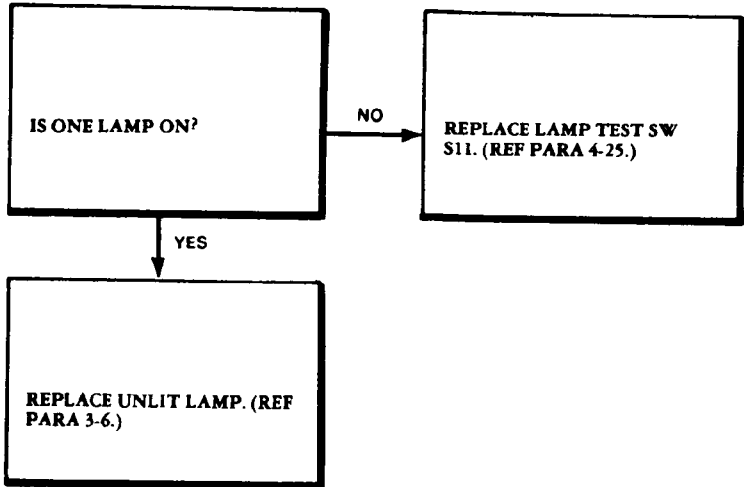 IS ONE LAMP ON?
NO
REPLACE LAMP TEST SW
S11. (REF PARA 4-25.)
YES
REPLACE UNLIT LAMP. (REF
PARA 3-6.)